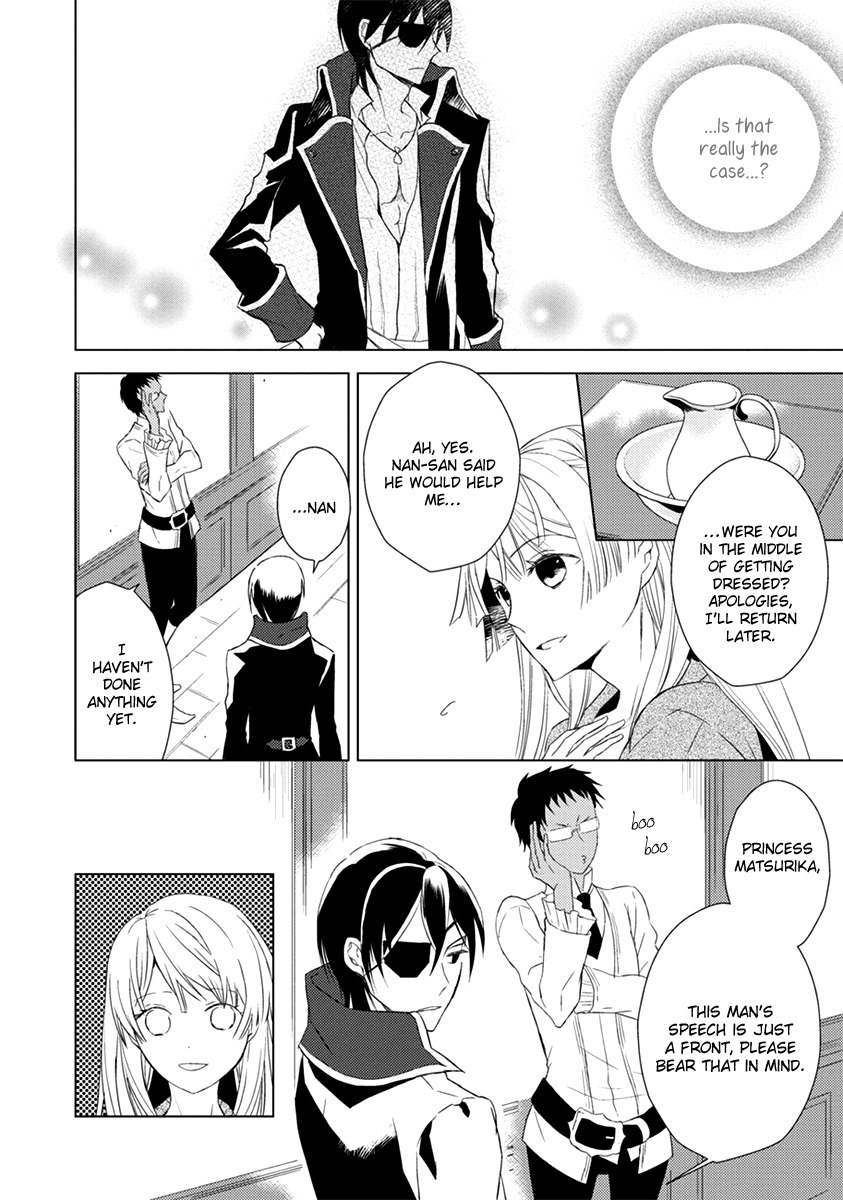 ...Is that
really the
case...?
...WERE YOU
IN THE MIDDLE
OF GETTING
DRESSED?
APOLOGIES,
I'LL RETURN
LATER.
AH, YES.
NAN-SAN SAID
HE WOULD HELP
ME...
...NAN
I
HAVEN'T
DONE
ANYTHING
YET.
PRINCESS
MATSURIKA,
THIS MAN'S
SPEECH IS JUST
A FRONT, PLEASE
BEAR THAT IN MIND.
boo
boo